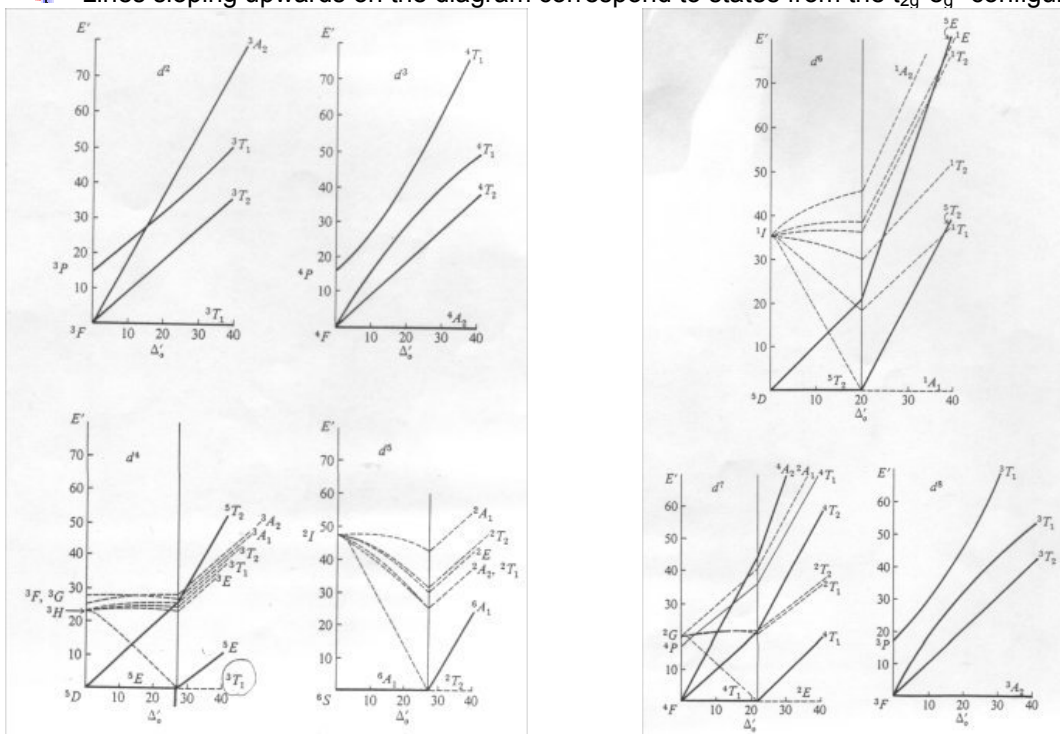 Lines sloping upwards on the diagram correspond to states from the t2g eg configu
E′
d²
³A₂
³T₁
³T₂
³P
³F
³T₁
80
70
60
50
40
30
20
10
10 20 30 40
Δ′ₒ
E′
d³
⁴T₁
⁴T₁
⁴T₂
⁴P
⁴F
⁴A₂
80
70
60
50
40
30
20
10
10 20 30 40
Δ′ₒ
E′
d⁶
⁵E
¹E
¹T₂
¹A₂
¹T₂
⁵T₂
¹T₁
¹I
⁵D
⁵T₂
¹A₁
80
70
60
50
40
30
20
10
10 20 30 40
Δ′ₒ
E′
d⁴
⁵T₂
³A₂
³A₁
³T₂
³T₁
³E
³F, ³G
³H
⁵E
⁵D
⁵E
³T₁
70
60
50
40
30
20
10
10 20 30 40
Δ′ₒ
E′
d⁵
²A₁
²T₂
²E
²A₂, ²T₁
²I
⁶A₁
⁶S
⁶A₁
²T₂
80
70
60
50
40
30
20
10
10 20 30 40
Δ′ₒ
E′
d⁷
⁴A₂ ²A₁ ⁴T₁
⁴T₂
²T₂
²T₁
²G
⁴P
⁴T₁
⁴F
⁴T₁
²E
60
50
40
30
20
10
10 20 30 40
Δ′ₒ
E′
d⁸
³T₁
³T₁
³T₂
³P
³F
³A₂
60
50
40
30
20
10
10 20 30 40
Δ′ₒ